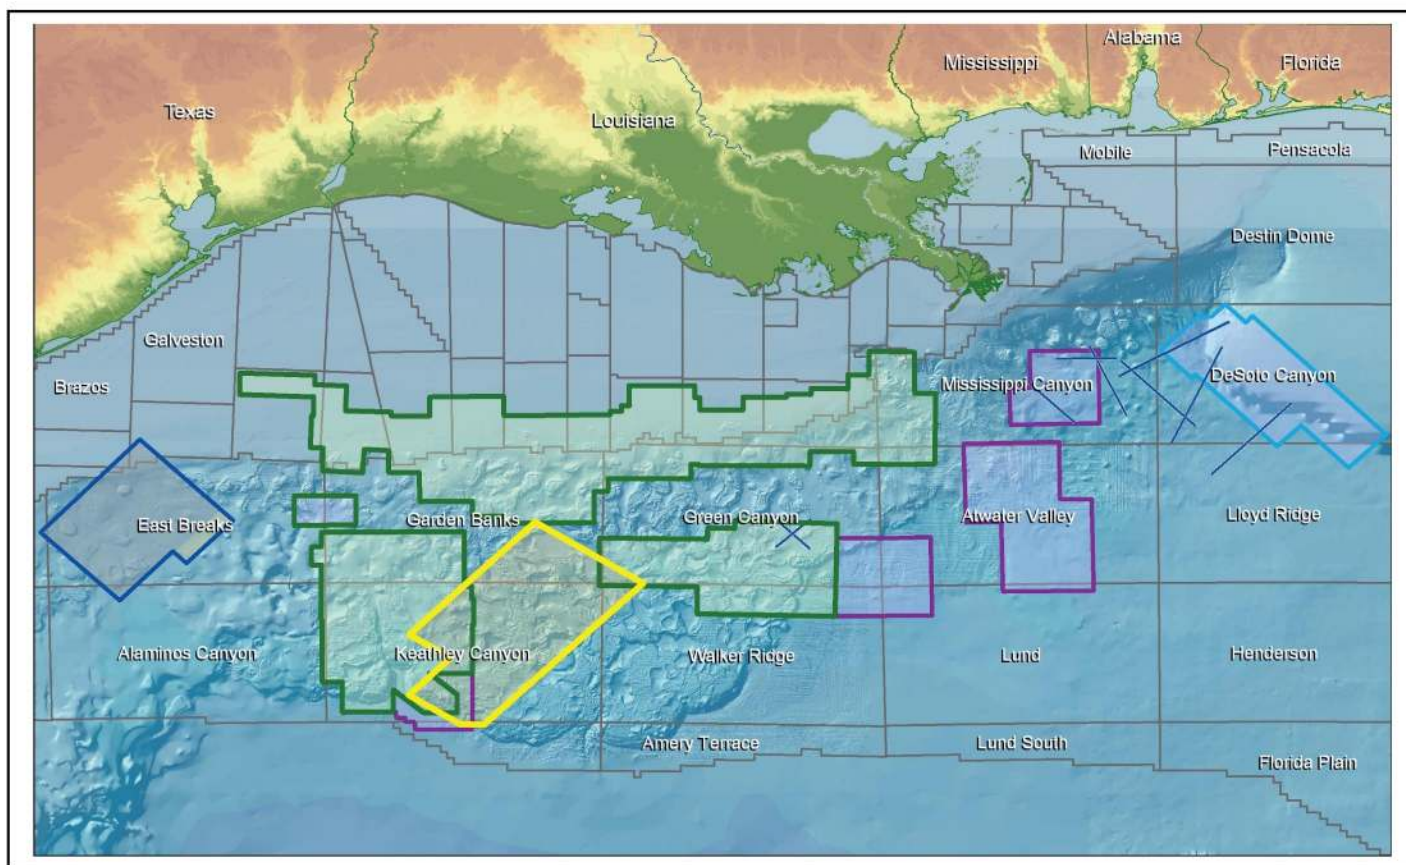 Alabama
Mississippi
Florida
Texas
Louisiana
Mobile
Pensacola
Destin Dome
Galveston
Brazos
Mississippi Canyon
DeSoto Canyon
East Breaks
Garden Banks
Green Canyon
Atwater Valley
Lloyd Ridge
Alaminos Canyon
Keathley Canyon
Walker Ridge
Lund
Henderson
Amery Terrace
Lund South
Florida Plain